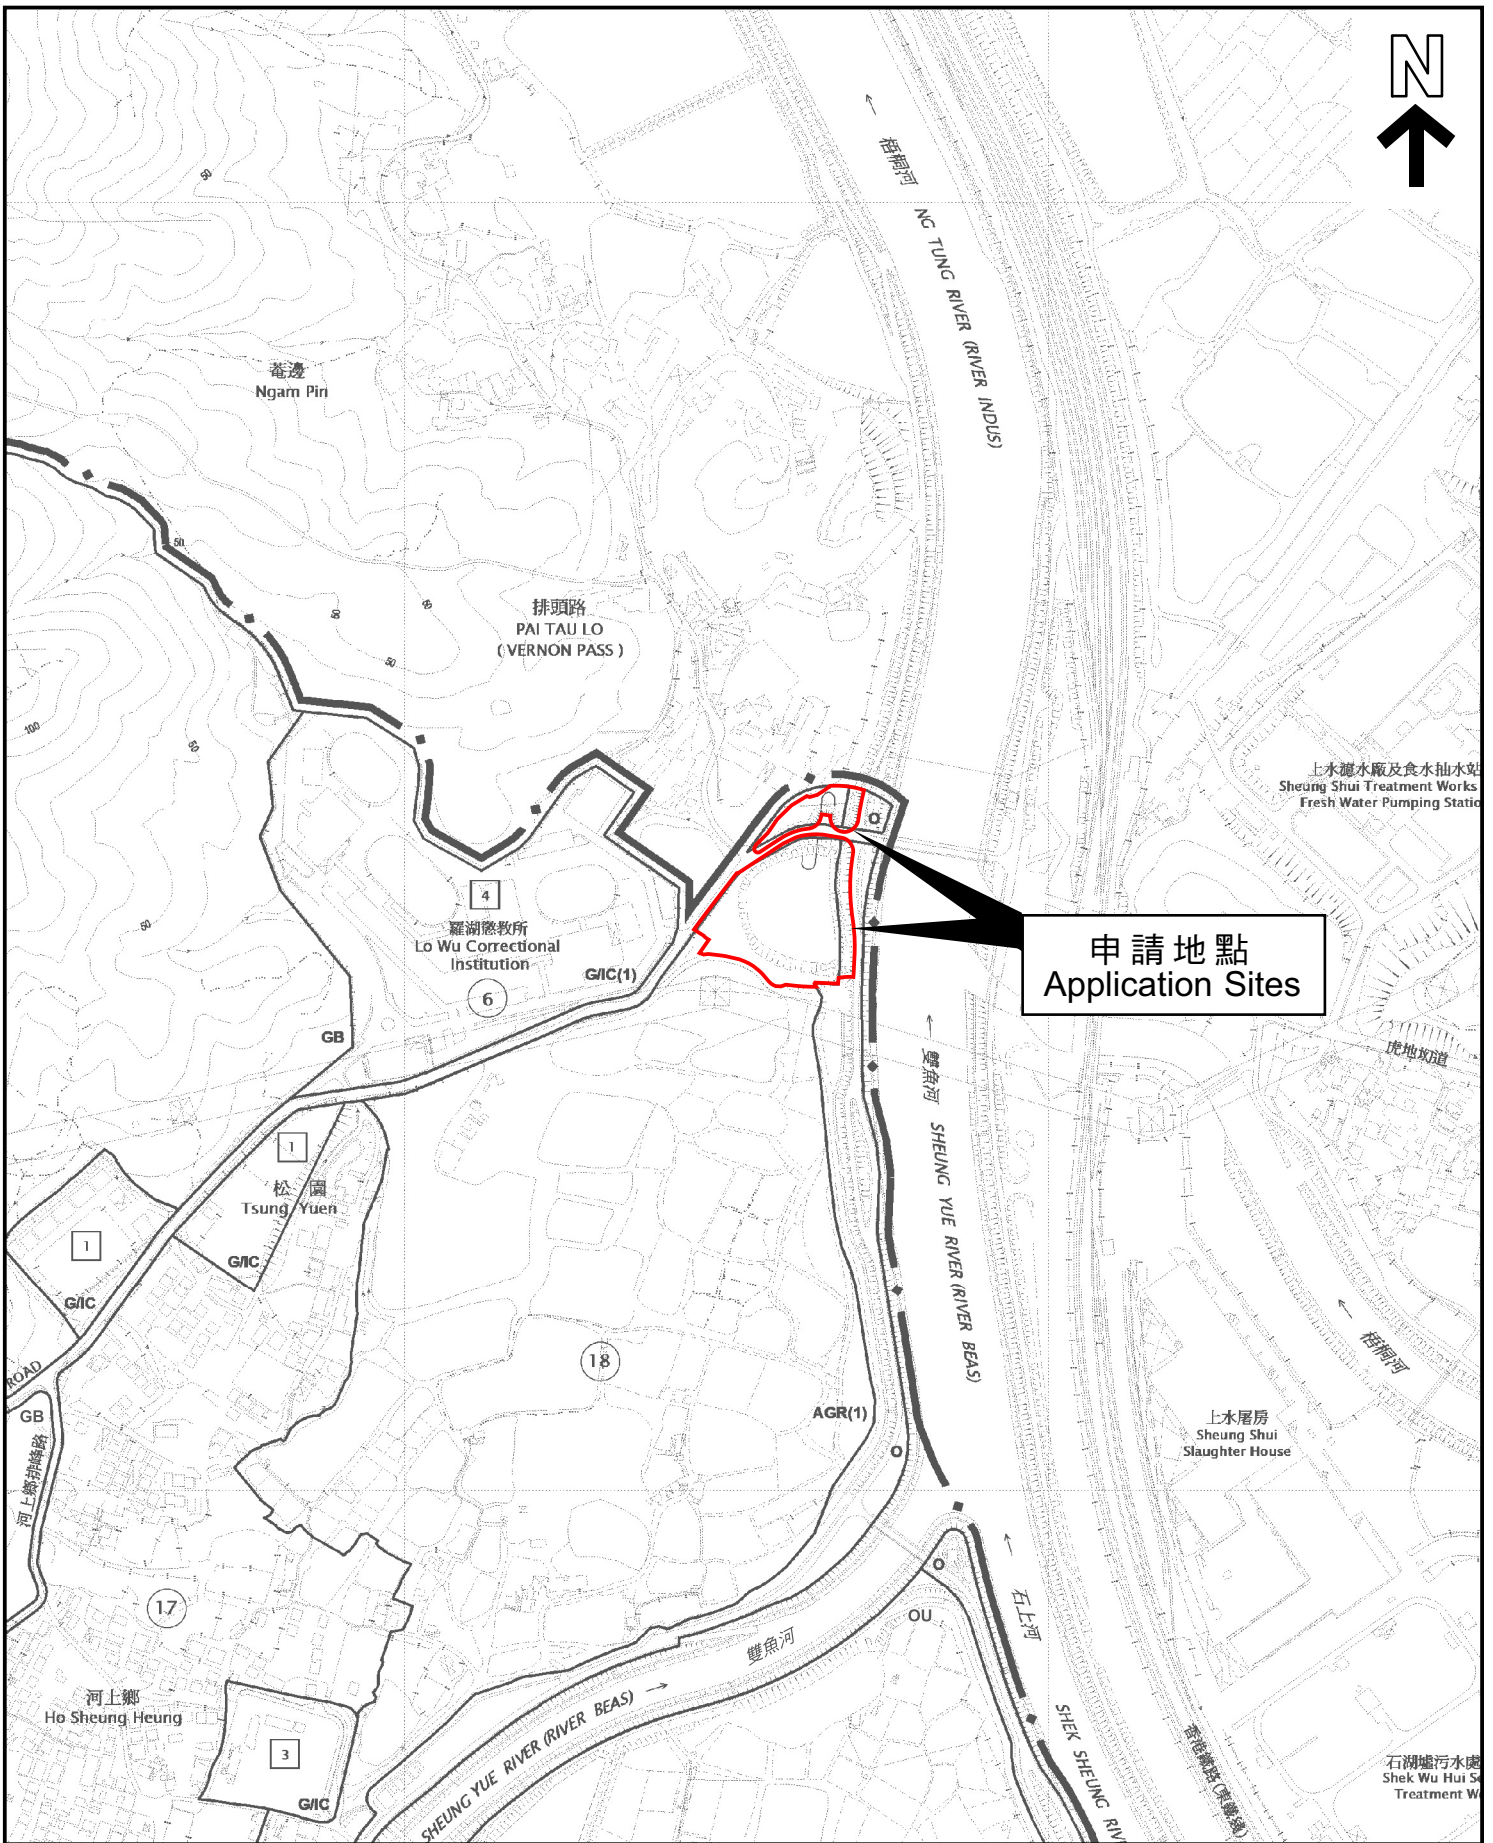 N
梧桐河
NG TUNG RIVER (RIVER INDUS)
50
菴邊
Ngam Pin
50
50
50
50
排頭路
PAI TAU LO
( VERNON PASS )
100
50
上水濾水廠及食水抽水站
Sheung Shui Treatment Works
Fresh Water Pumping Statio
O
4
羅湖懲教所
Lo Wu Correctional
Institution
G/IC(1)
6
50
申請地點
Application Sites
GB
雙魚河
SHEUNG YUE RIVER (RIVER BEAS)
虎地坳道
1
松園
Tsung Yuen
G/IC
1
G/IC
ROAD
GB
河上鄉排峰路
18
AGR(1)
O
梧桐河
上水屠房
Sheung Shui
Slaughter House
O
OU
石上河
SHEK SHEUNG RIV
17
河上鄉
Ho Sheung Heung
3
G/IC
雙魚河
SHEUNG YUE RIVER (RIVER BEAS)
香港鐵路(東鐵綫)
石湖墟污水處
Shek Wu Hui Se
Treatment W